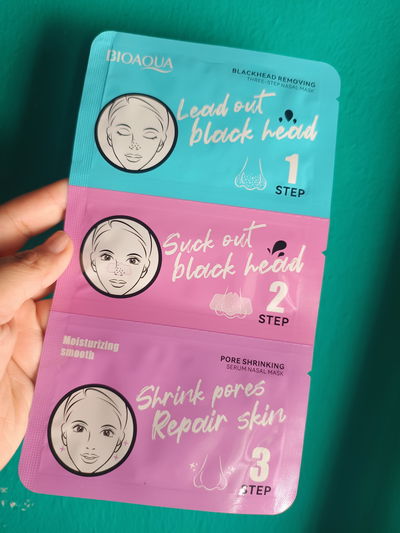 BIOAQUA
BLACKHEAD REMOVING
THREE-STEP NASAL MASK
Lead out
black head
1
STEP
Suck out
black head
2
STEP
Moisturizing
smooth
PORE SHRINKING
SERUM NASAL MASK
Shrink pores
Repair skin
3
STEP